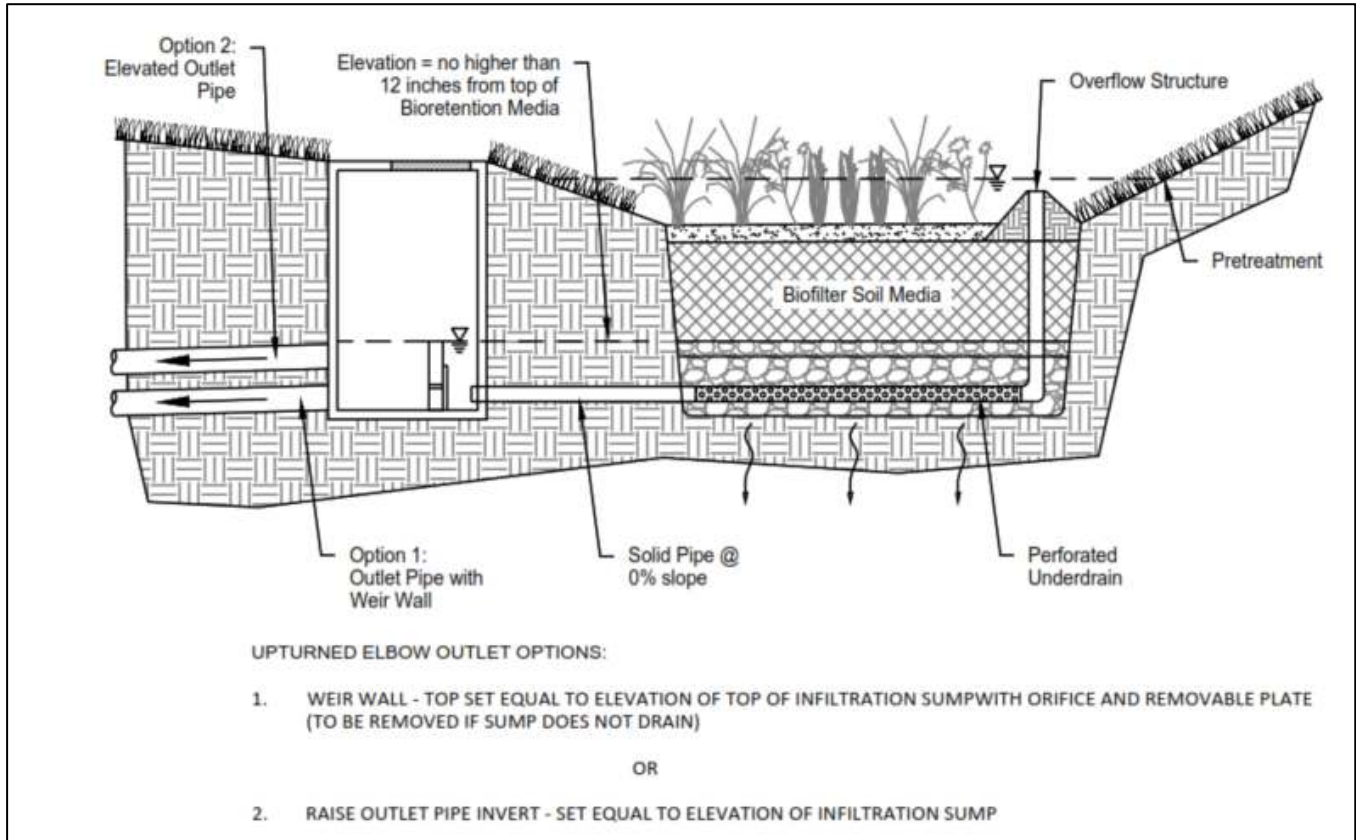 Option 2:
Elevated Outlet
Pipe
Elevation = no higher than
12 inches from top of
Bioretention Media
Overflow Structure
Pretreatment
Biofilter Soil Media
Option 1:
Outlet Pipe with
Weir Wall
Solid Pipe @
0% slope
Perforated
Underdrain
UPTURNED ELBOW OUTLET OPTIONS:
1. WEIR WALL - TOP SET EQUAL TO ELEVATION OF TOP OF INFILTRATION SUMPWITH ORIFICE AND REMOVABLE PLATE
(TO BE REMOVED IF SUMP DOES NOT DRAIN)
OR
2. RAISE OUTLET PIPE INVERT - SET EQUAL TO ELEVATION OF INFILTRATION SUMP